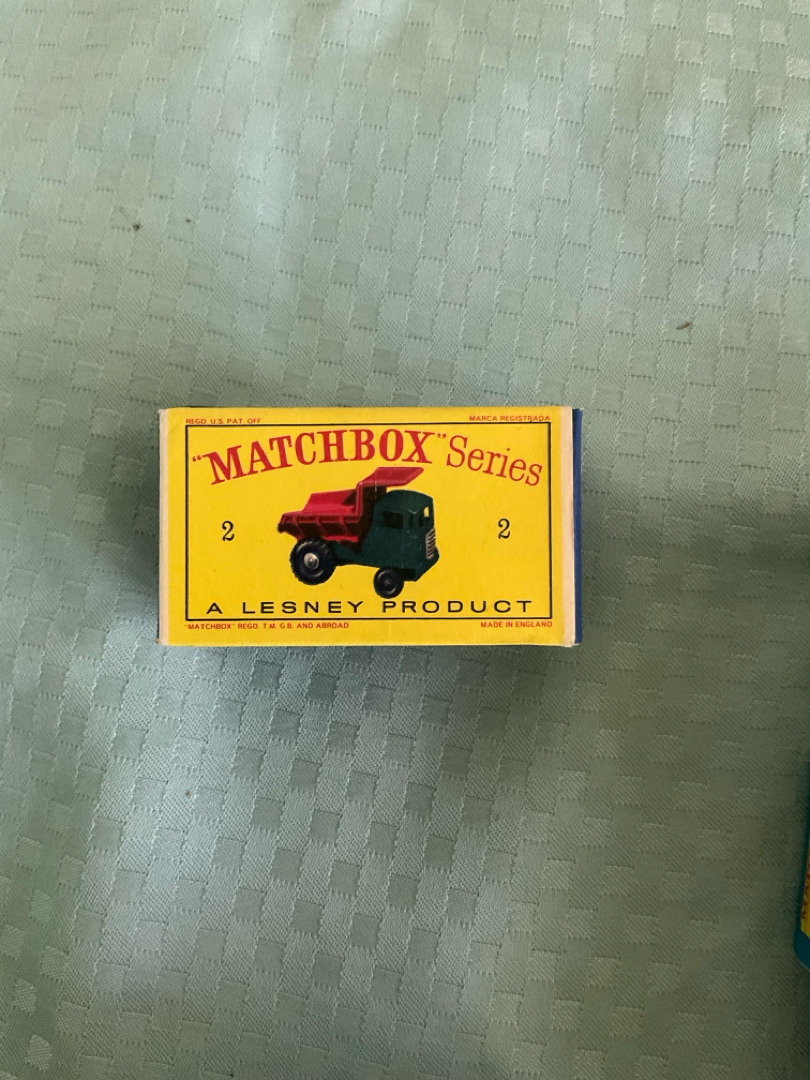 REGD. U.S. PAT. OFF. MARCA REGISTRADA
"MATCHBOX" Series
2 2
A LESNEY PRODUCT
"MATCHBOX" REGD. T.M. G.B. AND ABROAD MADE IN ENGLAND